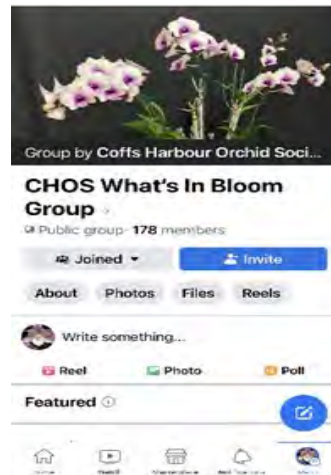 Group by Coffs Harbour Orchid Soci...
CHOS What's In Bloom
Group >
Public group · 178 members
Joined
Invite
About Photos Files Reels
Write something...
Reel Photo Poll
Featured